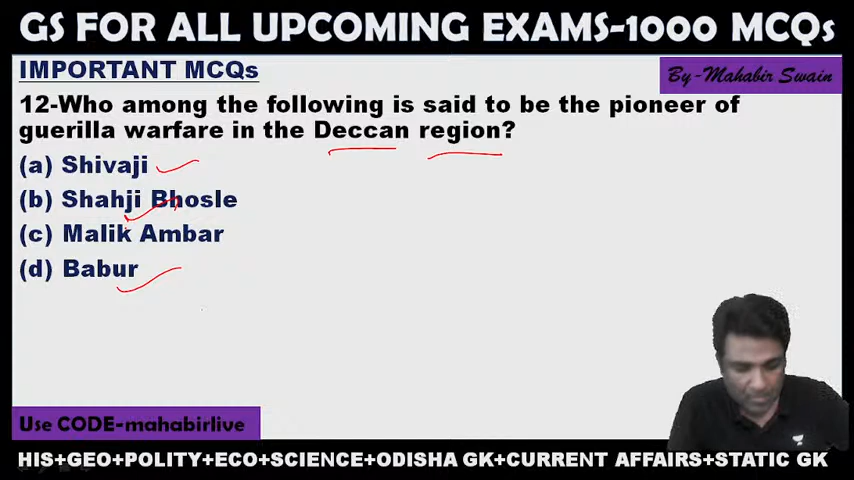 GS FOR ALL UPCOMING EXAMS-1000 MCQs
IMPORTANT MCQs
By-Mahabir Swain
12-Who among the following is said to be the pioneer of
guerilla warfare in the Deccan region?
(a) Shivaji
(b) Shahji Bhosle
(c) Malik Ambar
(d) Babur
Use CODE-mahabirlive
HIS+GEO+POLITY+ECO+SCIENCE+ODISHA GK+CURRENT AFFAIRS+STATIC GK